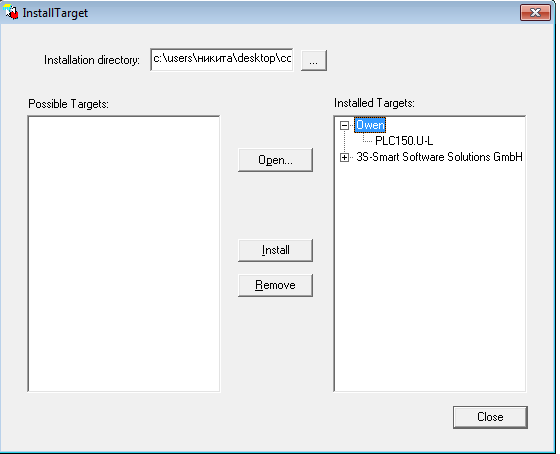 InstallTarget
Installation directory: c:\users\никита\desktop\cc ...
Possible Targets:
Installed Targets:
Owen
PLC150.U-L
3S-Smart Software Solutions GmbH
Open...
Install
Remove
Close